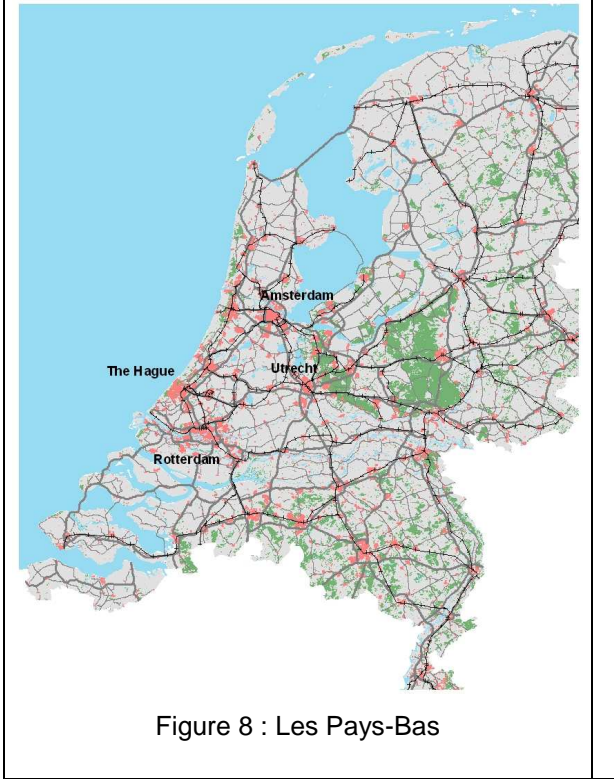 Amsterdam
The Hague
Utrecht
Rotterdam
Figure 8 : Les Pays-Bas